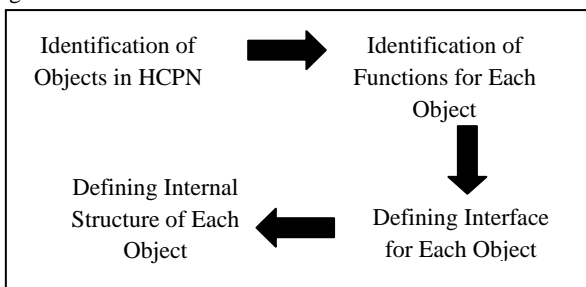 Identification of
Objects in HCPN
Identification of
Functions for Each
Object
Defining Interface
for Each Object
Defining Internal
Structure of Each
Object